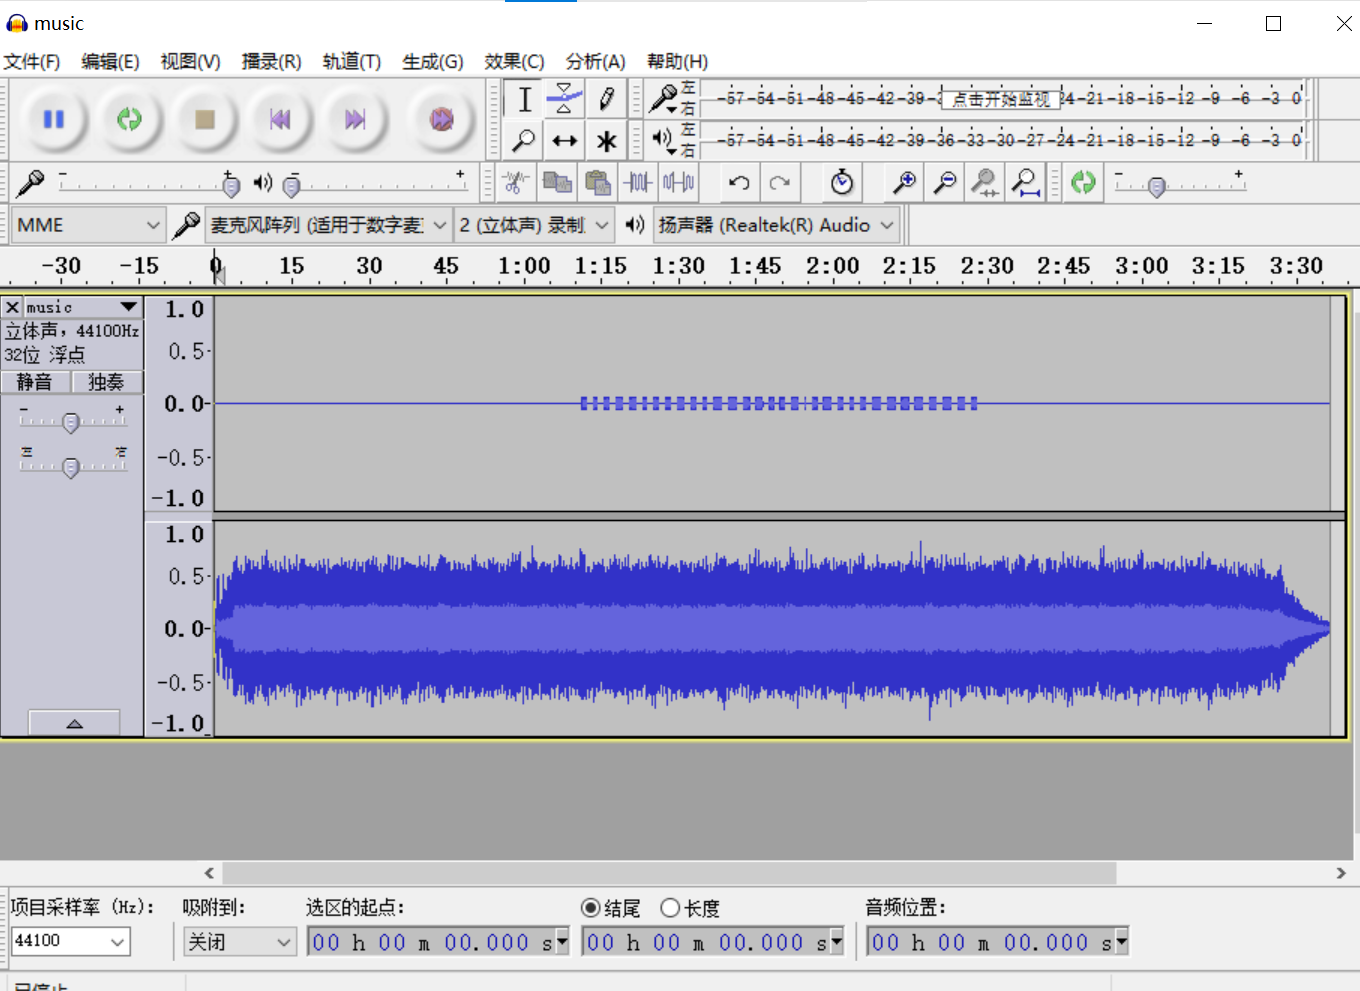 music
文件(F) 编辑(E) 视图(V) 播录(R) 轨道(T) 生成(G) 效果(C) 分析(A) 帮助(H)
左 右 -57 -54 -51 -48 -45 -42 -39 点击开始监视 24 -21 -18 -15 -12 -9 -6 -3 0
左 右 -57 -54 -51 -48 -45 -42 -39 -36 -33 -30 -27 -24 -21 -18 -15 -12 -9 -6 -3 0
- + - + - +
MME 麦克风阵列 (适用于数字麦 2 (立体声) 录制 扬声器 (Realtek(R) Audio
-30 -15 0 15 30 45 1:00 1:15 1:30 1:45 2:00 2:15 2:30 2:45 3:00 3:15 3:30
music
立体声, 44100Hz
32位 浮点
静音 独奏
- +
左 右
1.0
0.5
0.0
-0.5
-1.0
1.0
0.5
0.0
-0.5
-1.0
项目采样率 (Hz): 吸附到: 选区的起点: 结尾 长度 音频位置:
44100 关闭 00 h 00 m 00.000 s 00 h 00 m 00.000 s 00 h 00 m 00.000 s
已停止